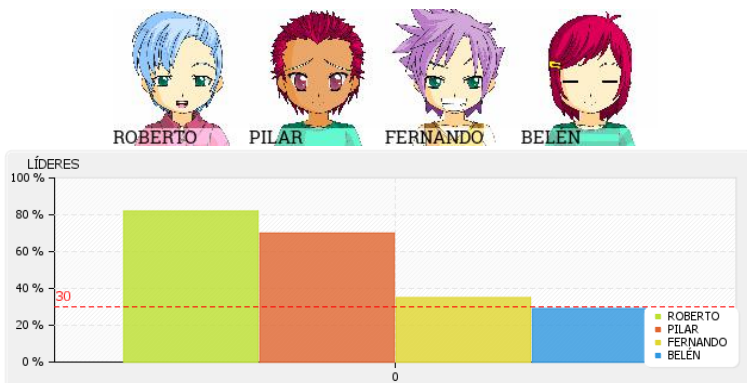 ROBERTO PILAR FERNANDO BELÉN
LÍDERES
100 %
80 %
60 %
40 %
30
20 %
0 %
0
ROBERTO
PILAR
FERNANDO
BELÉN